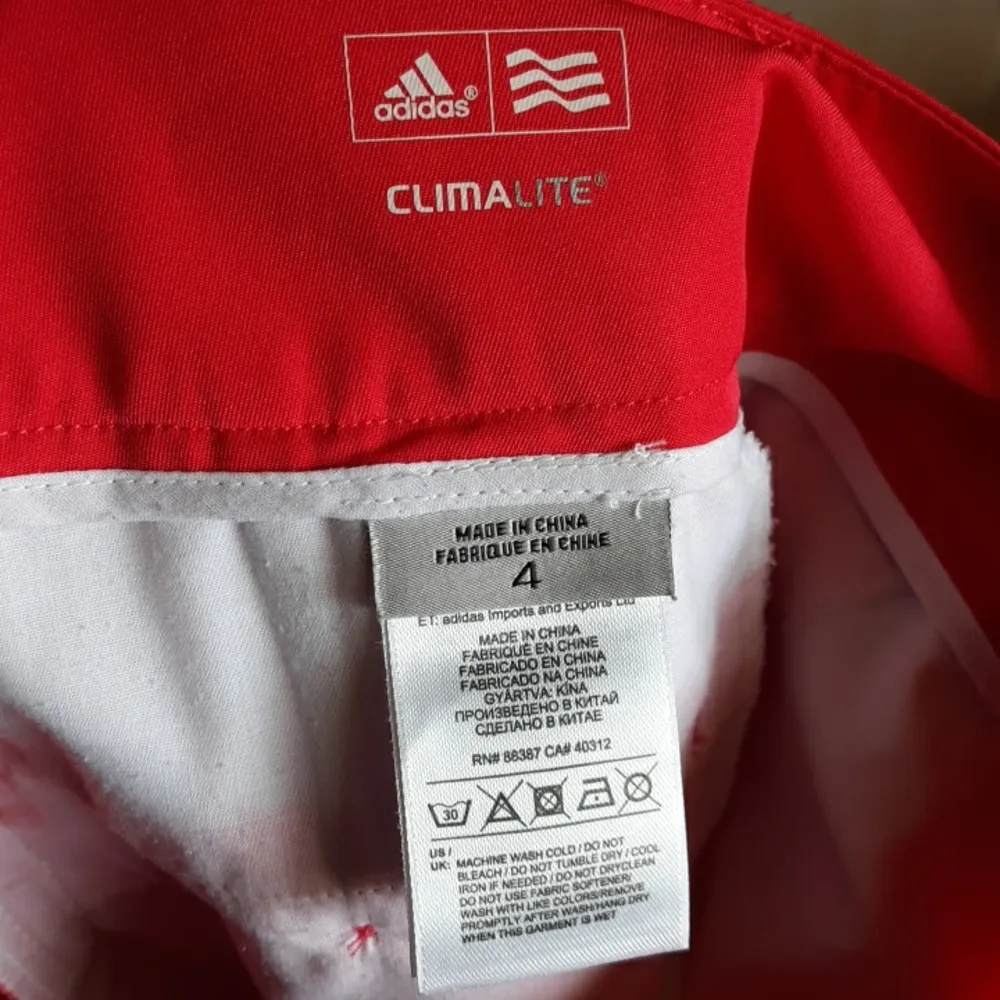 adidas®
CLIMALITE®
MADE IN CHINA
FABRIQUE EN CHINE
4
ET: adidas Imports and Exports Ltd
MADE IN CHINA
FABRIQUÉ EN CHINE
FABRICADO EN CHINA
FABRICADO NA CHINA
GYÁRTVA: KÍNA
ПРОИЗВЕДЕНО В КИТАЙ
СДЕЛАНО В КИТАЕ
RN# 88387 CA# 40312
30
US /
UK: MACHINE WASH COLD / DO NOT
BLEACH / DO NOT TUMBLE DRY / COOL
IRON IF NEEDED / DO NOT DRYCLEAN
DO NOT USE FABRIC SOFTENER/
WASH WITH LIKE COLORS/REMOVE
PROMPTLY AFTER WASH/HANG DRY
WHEN THIS GARMENT IS WET